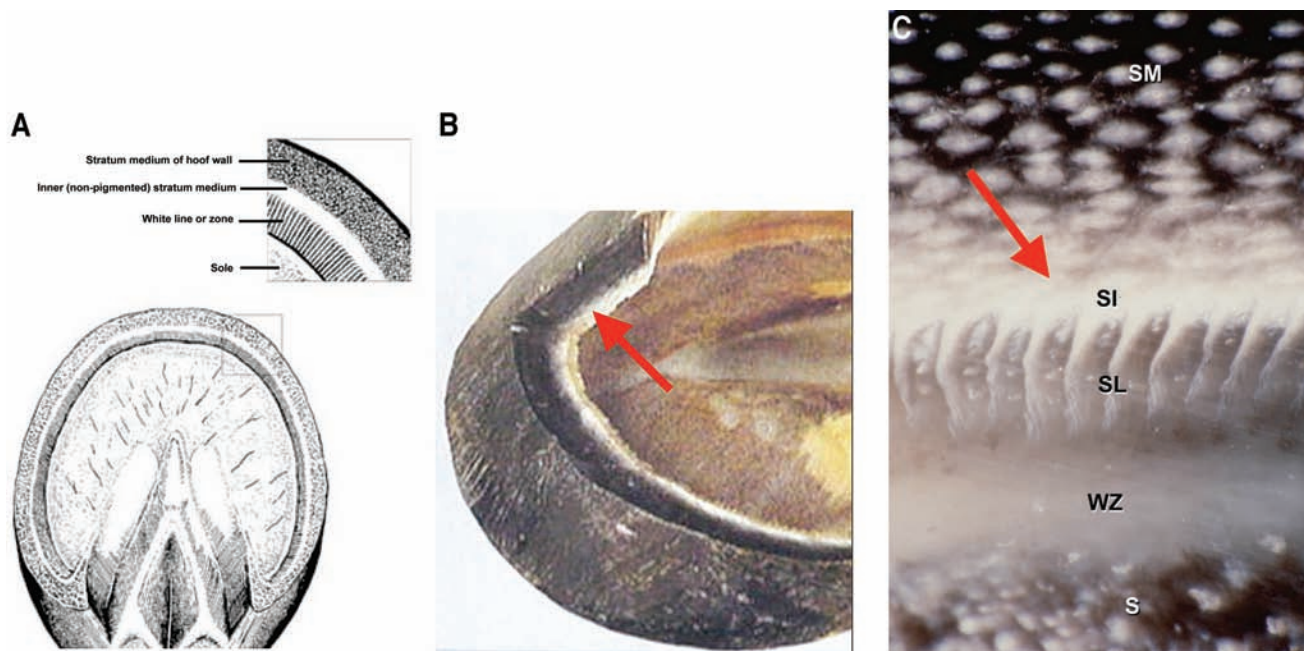 A
Stratum medium of hoof wall
Inner (non-pigmented) stratum medium
White line or zone
Sole
B
C
SM
SI
SL
WZ
S